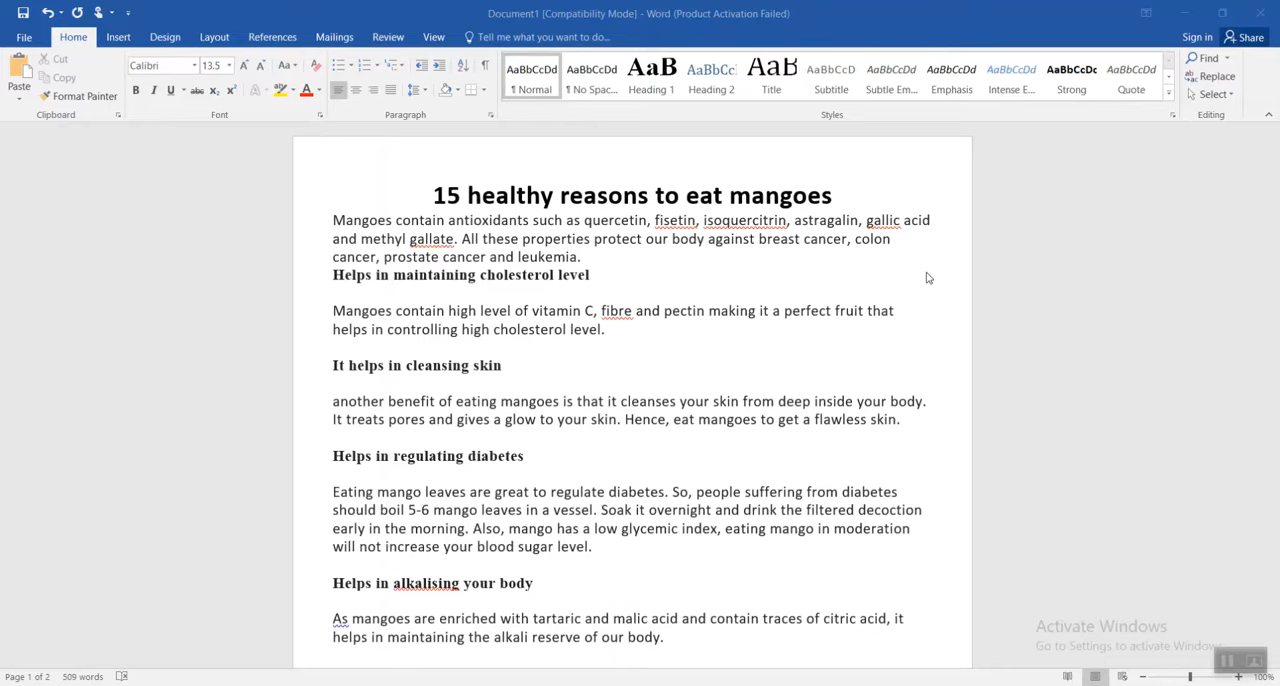 Document1 [Compatibility Mode] - Word (Product Activation Failed)
File Home Insert Design Layout References Mailings Review View Tell me what you want to do... Sign in Share
Paste
Cut
Copy
Format Painter
Clipboard
Calibri 13.5
Font
Paragraph
AaBbCcDd AaBbCcDd AaB AaBbCc AaB AaBbCcD AaBbCcDd AaBbCcDd AaBbCcDd AaBbCcDc AaBbCcDd
¶ Normal ¶ No Spac... Heading 1 Heading 2 Title Subtitle Subtle Em... Emphasis Intense E... Strong Quote
Styles
Find
Replace
Select
Editing
15 healthy reasons to eat mangoes
Mangoes contain antioxidants such as quercetin, fisetin, isoquercitrin, astragalin, gallic acid
and methyl gallate. All these properties protect our body against breast cancer, colon
cancer, prostate cancer and leukemia.
Helps in maintaining cholesterol level
Mangoes contain high level of vitamin C, fibre and pectin making it a perfect fruit that
helps in controlling high cholesterol level.
It helps in cleansing skin
another benefit of eating mangoes is that it cleanses your skin from deep inside your body.
It treats pores and gives a glow to your skin. Hence, eat mangoes to get a flawless skin.
Helps in regulating diabetes
Eating mango leaves are great to regulate diabetes. So, people suffering from diabetes
should boil 5-6 mango leaves in a vessel. Soak it overnight and drink the filtered decoction
early in the morning. Also, mango has a low glycemic index, eating mango in moderation
will not increase your blood sugar level.
Helps in alkalising your body
As mangoes are enriched with tartaric and malic acid and contain traces of citric acid, it
helps in maintaining the alkali reserve of our body.
Activate Windows
Go to Settings to activate Windows.
Page 1 of 2 509 words 100%